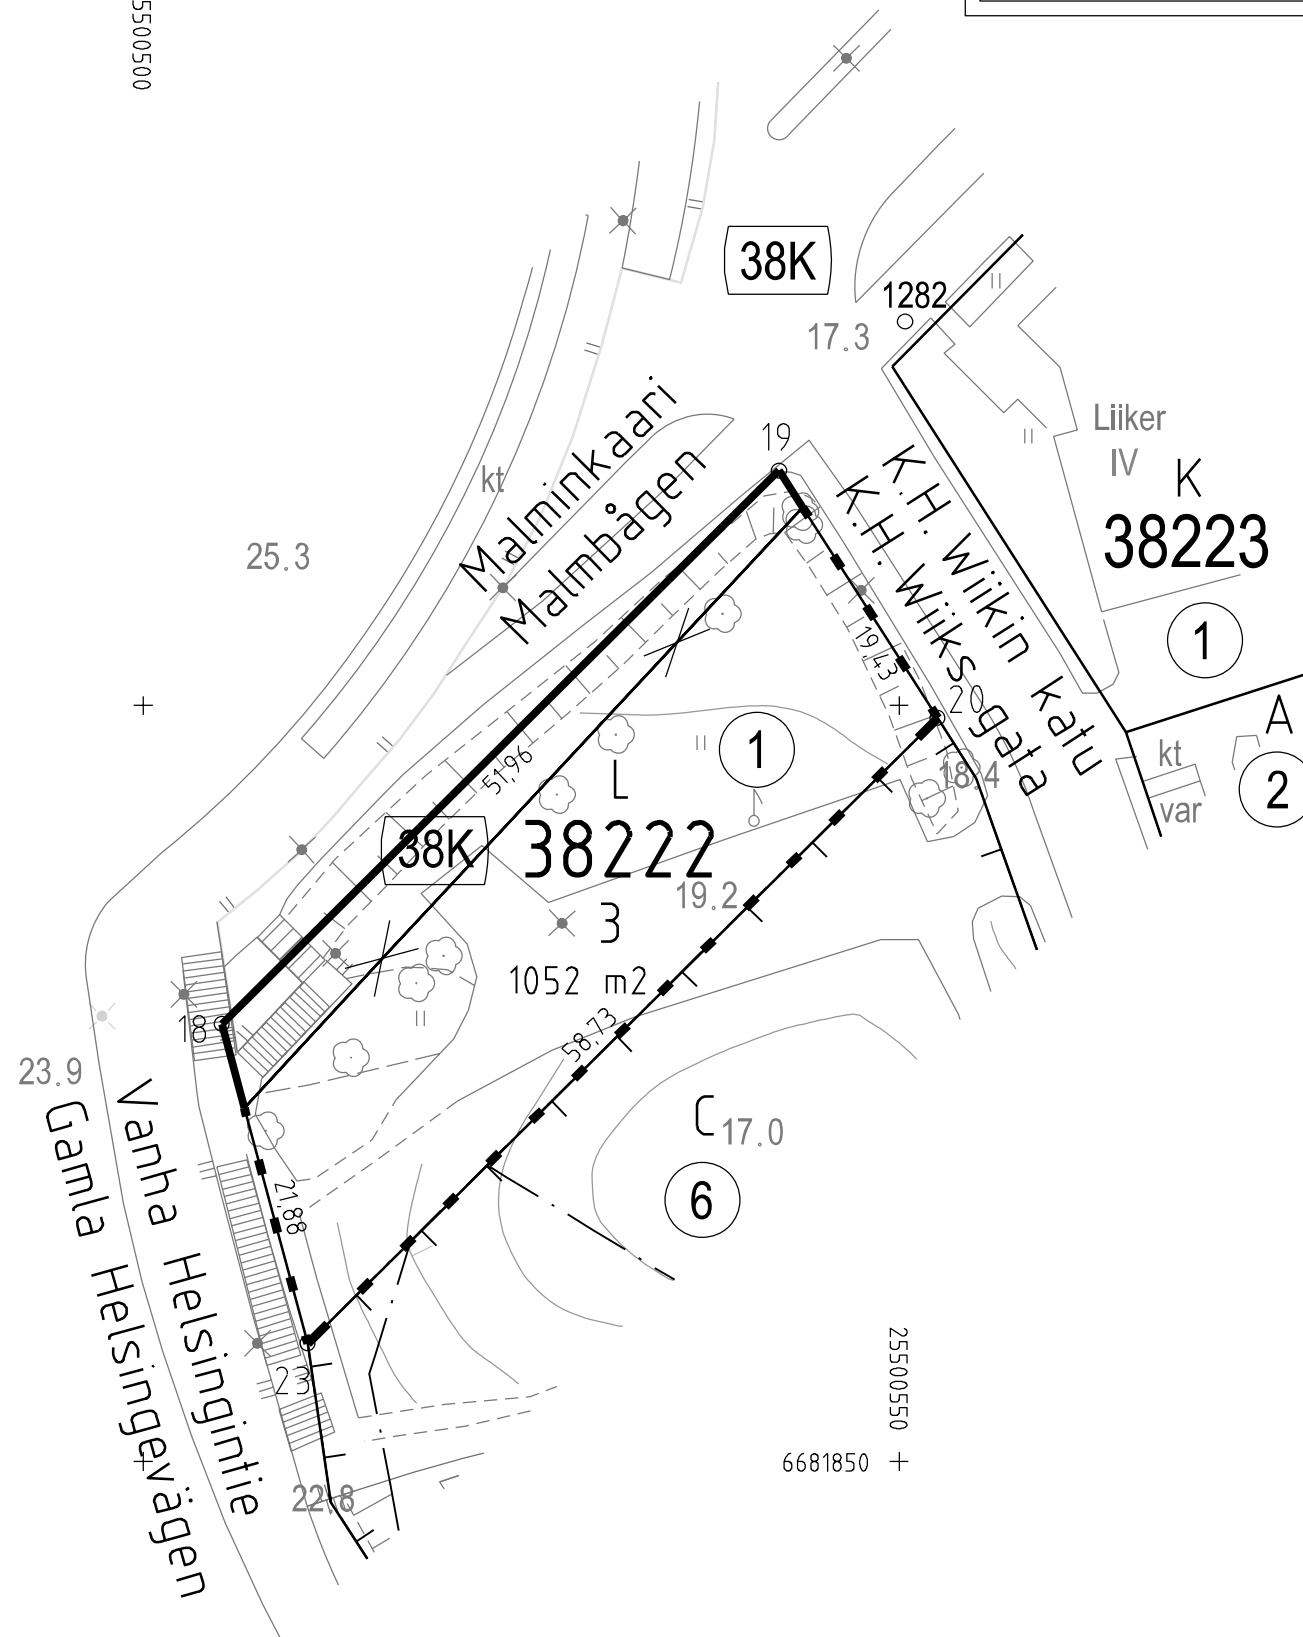 25500500
38K
1282
17.3
Liiker
IV
K
38223
1
19
Malminkaari
Malmbågen
kt
25.3
K.H. Wiikin katu
K.H. Wiiks gata
19,43
20
18.4
A
2
kt
var
51,96
L
1
38K
38222
19.2
3
1052 m2
18
58,73
23.9
C
17.0
6
21,88
Vanha Helsingintie
Gamla Helsingevägen
23
22.8
25500550
6681850